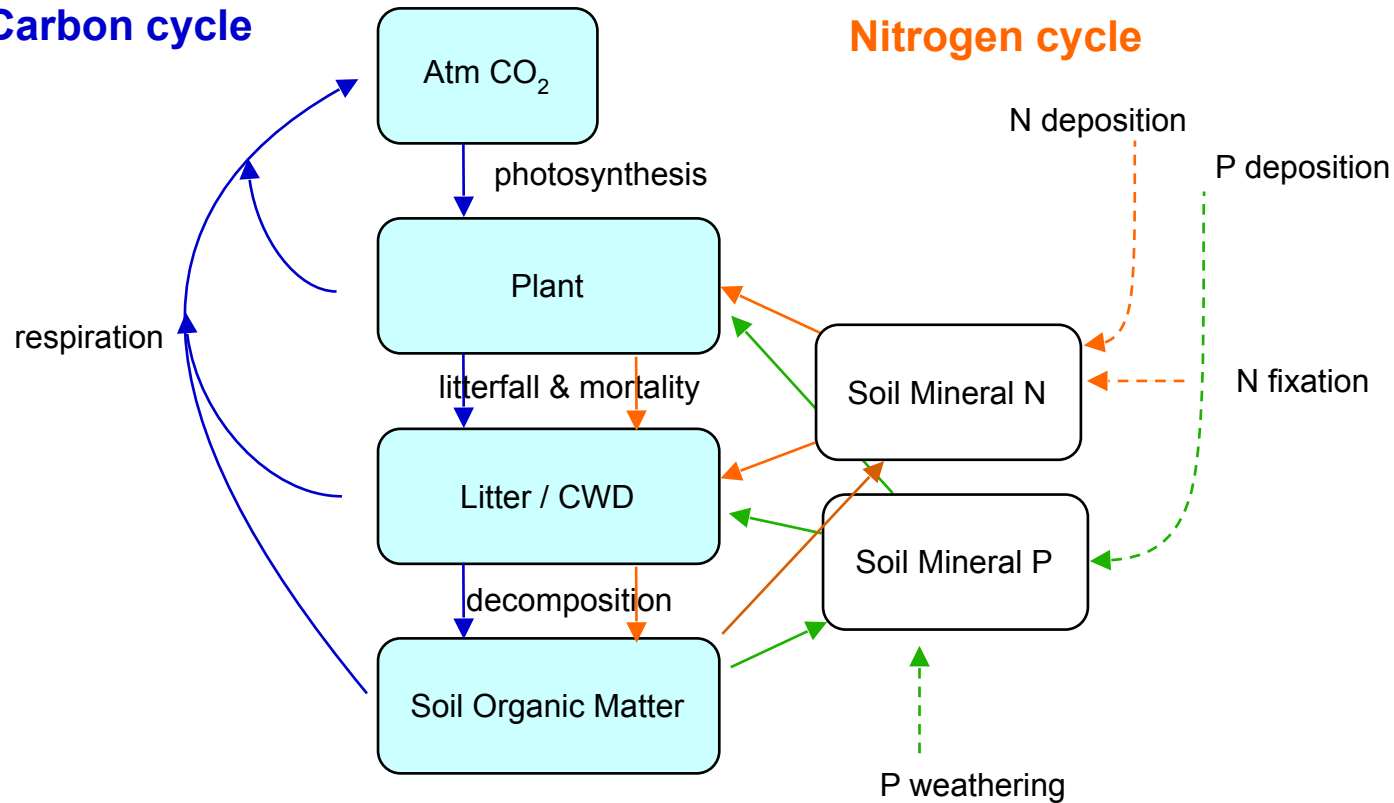 Carbon cycle
Nitrogen cycle
Atm CO₂
N deposition
P deposition
photosynthesis
Plant
respiration
litterfall & mortality
Soil Mineral N
N fixation
Litter / CWD
Soil Mineral P
decomposition
Soil Organic Matter
P weathering